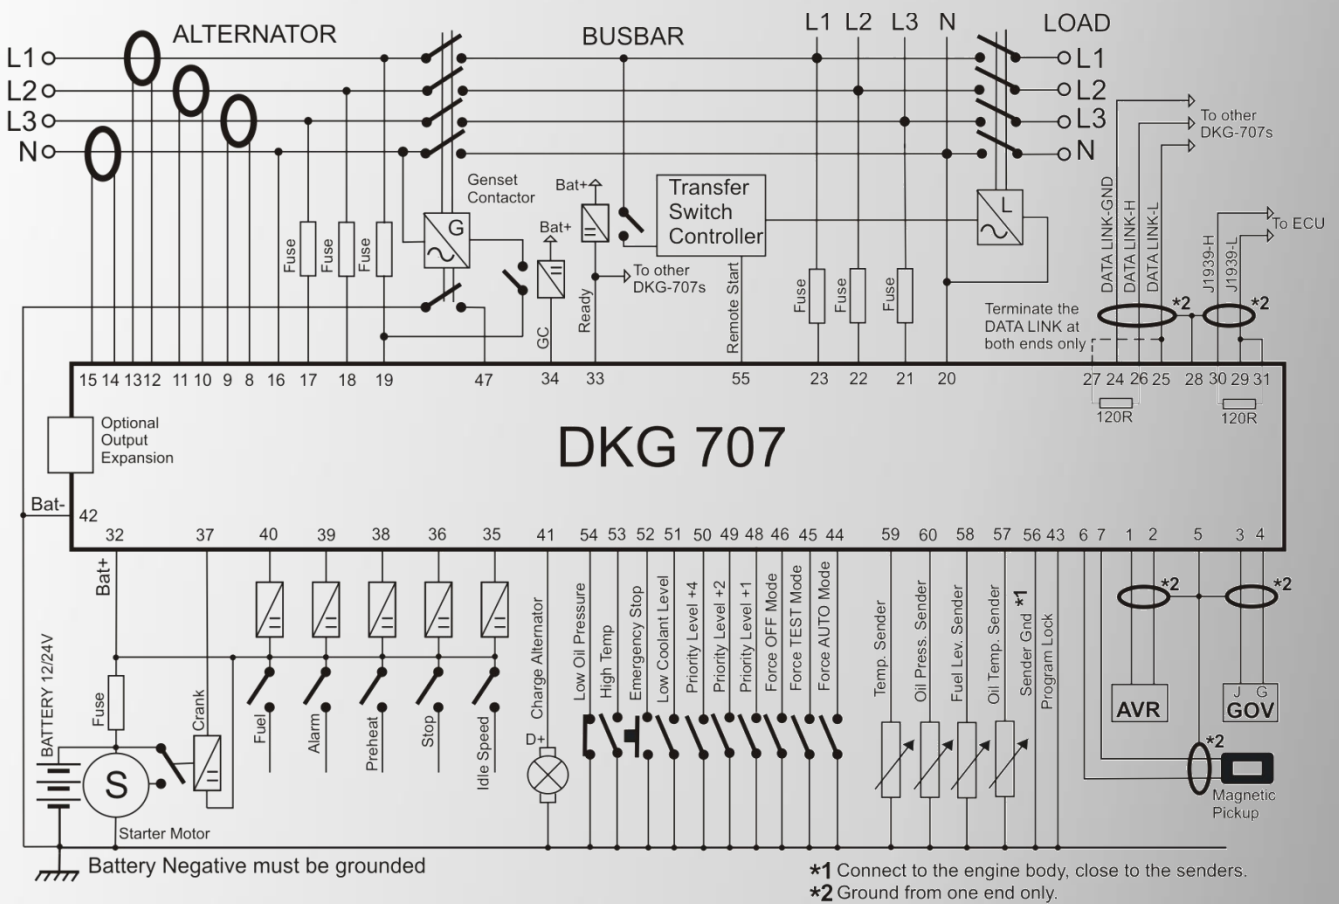 ALTERNATOR
BUSBAR
L1 L2 L3 N
LOAD
L1
L2
L3
N
L1
L2
L3
N
To other
DKG-707s
Genset
Contactor
G
Bat+
Bat+
Transfer
Switch
Controller
L
DATA LINK-GND
DATA LINK-H
DATA LINK-L
J1939-H
J1939-L
To ECU
Fuse
Fuse
Fuse
To other
DKG-707s
GC
Ready
Remote Start
Fuse
Fuse
Fuse
Terminate the
DATA LINK at
both ends only
*2
*2
15 14 13 12 11 10 9 8 16 17 18 19 47 34 33 55 23 22 21 20 27 24 26 25 28 30 29 31
120R
120R
Optional
Output
Expansion
DKG 707
Bat-
42
32 37 40 39 38 36 35 41 54 53 52 51 50 49 48 46 45 44 59 60 58 57 56 43 6 7 1 2 5 3 4
Bat+
BATTERY 12/24V
Fuse
Crank
Fuel
Alarm
Preheat
Stop
Idle Speed
Charge Alternator
D+
Low Oil Pressure
High Temp
Emergency Stop
Low Coolant Level
Priority Level +4
Priority Level +2
Priority Level +1
Force OFF Mode
Force TEST Mode
Force AUTO Mode
Temp. Sender
Oil Press. Sender
Fuel Lev. Sender
Oil Temp. Sender
Sender Gnd *1
Program Lock
*2
*2
AVR
J G
GOV
*2
Magnetic
Pickup
S
Starter Motor
Battery Negative must be grounded
*1 Connect to the engine body, close to the senders.
*2 Ground from one end only.